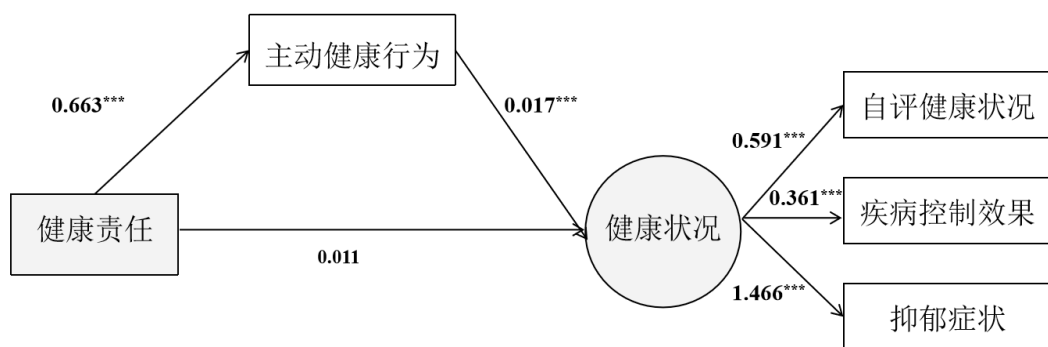 主动健康行为
0.663***
0.017***
自评健康状况
0.591***
健康责任
0.011
健康状况
0.361***
疾病控制效果
1.466***
抑郁症状